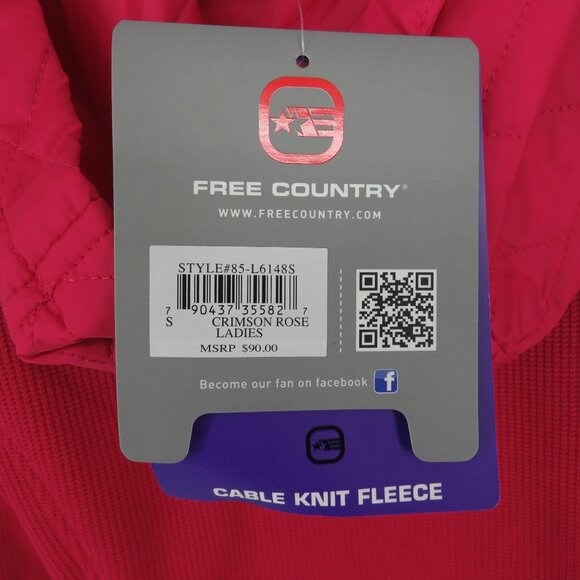 FREE COUNTRY®
WWW.FREECOUNTRY.COM
STYLE#85-L6148S
7 90437 35582 7
S CRIMSON ROSE
LADIES
MSRP $90.00
Become our fan on facebook f
CABLE KNIT FLEECE